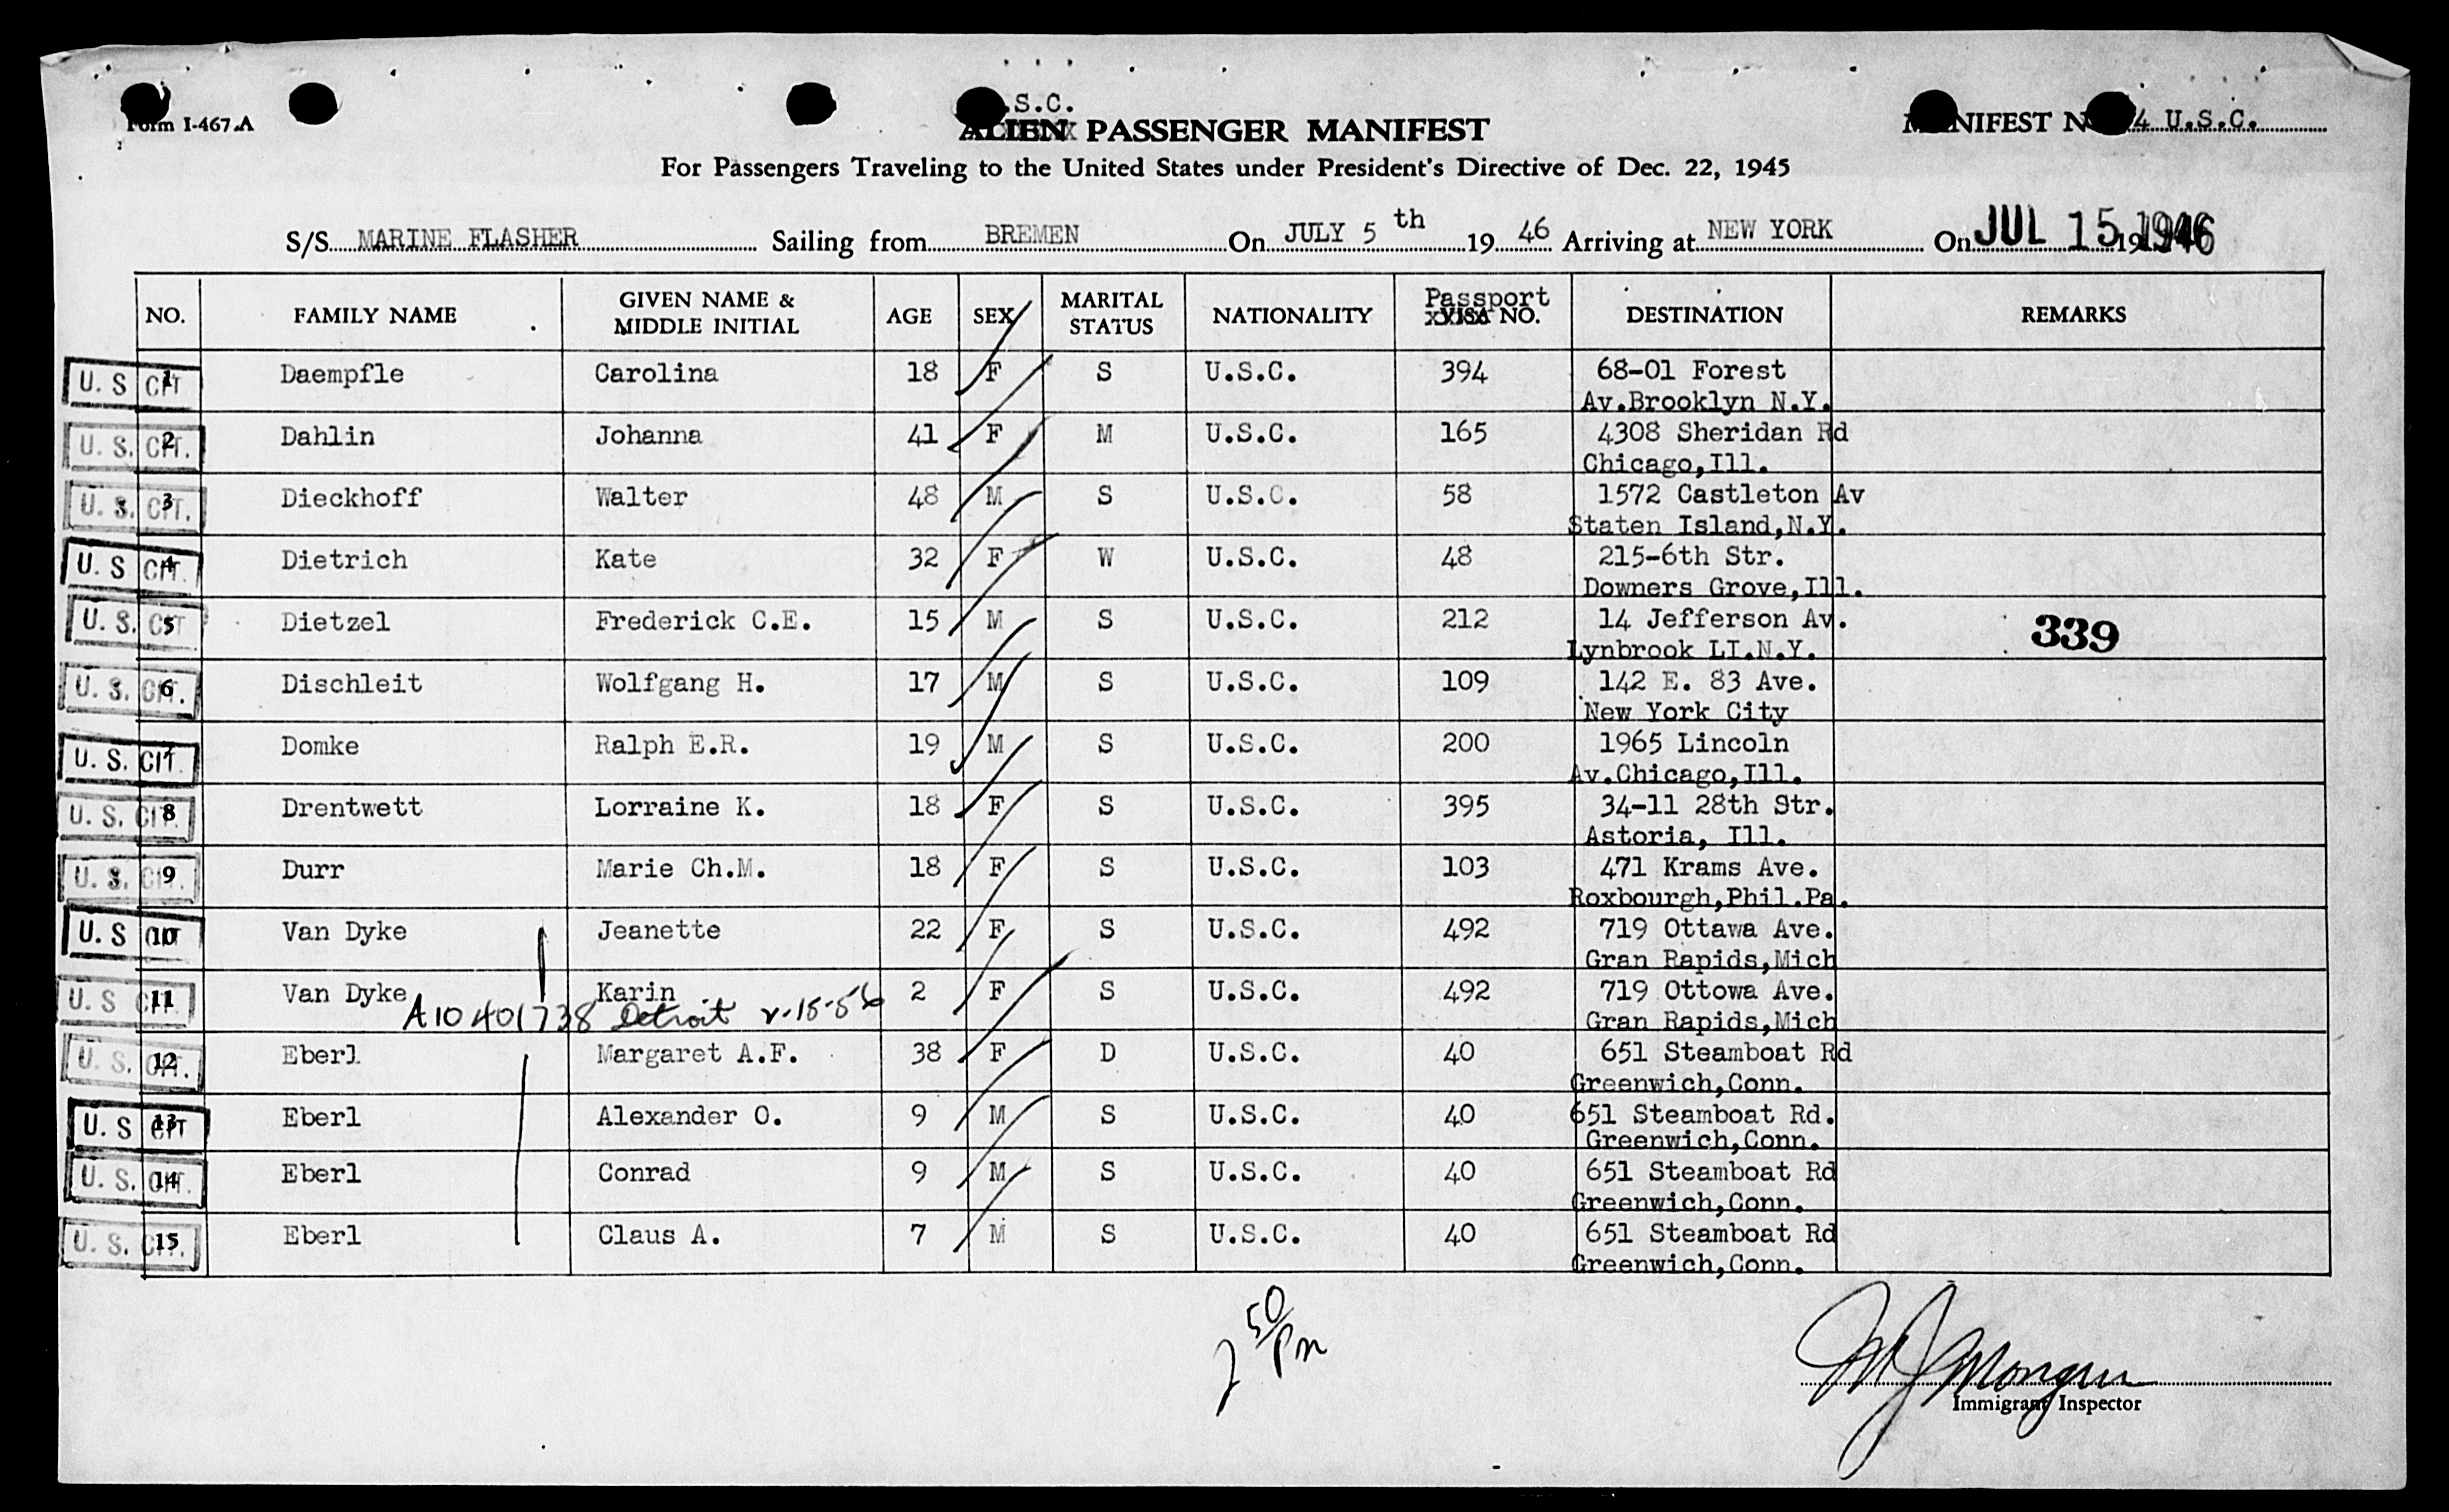 Form I-467 A
.S.C.
ALIEN PASSENGER MANIFEST
MANIFEST N 4 U.S.C.
For Passengers Traveling to the United States under President's Directive of Dec. 22, 1945
S/S MARINE FLASHER Sailing from BREMEN On JULY 5 th 19 46 Arriving at NEW YORK On JUL 15 1946
NO. FAMILY NAME GIVEN NAME & MIDDLE INITIAL AGE SEX MARITAL STATUS NATIONALITY Passport VISA NO. DESTINATION REMARKS
U. S CIT 1 Daempfle Carolina 18 F S U.S.C. 394 68-01 Forest
Av.Brooklyn N.Y.
U. S. CIT. 2 Dahlin Johanna 41 F M U.S.C. 165 4308 Sheridan Rd
Chicago,Ill.
U. S. CIT. 3 Dieckhoff Walter 48 M S U.S.C. 58 1572 Castleton Av
Staten Island,N.Y.
U. S CIT. 4 Dietrich Kate 32 F W U.S.C. 48 215-6th Str.
Downers Grove,Ill.
U. S. CIT 5 Dietzel Frederick C.E. 15 M S U.S.C. 212 14 Jefferson Av.
Lynbrook LI.N.Y.
339
U. S. CIT. 6 Dischleit Wolfgang H. 17 M S U.S.C. 109 142 E. 83 Ave.
New York City
U. S. CIT. 7 Domke Ralph E.R. 19 M S U.S.C. 200 1965 Lincoln
Av.Chicago,Ill.
U. S. CIT. 8 Drentwett Lorraine K. 18 F S U.S.C. 395 34-11 28th Str.
Astoria, Ill.
U. S. CIT. 9 Durr Marie Ch.M. 18 F S U.S.C. 103 471 Krams Ave.
Roxbourgh,Phil.Pa.
U. S CIT 10 Van Dyke Jeanette 22 F S U.S.C. 492 719 Ottawa Ave.
Gran Rapids,Mich
U. S CIT. 11 Van Dyke Karin 2 F S U.S.C. 492 719 Ottowa Ave.
Gran Rapids,Mich
A10 401738 Detroit
U. S. CIT. 12 Eberl Margaret A.F. 38 F D U.S.C. 40 651 Steamboat Rd
Greenwich,Conn.
U. S CIT 13 Eberl Alexander O. 9 M S U.S.C. 40 651 Steamboat Rd.
Greenwich,Conn.
U. S. CIT. 14 Eberl Conrad 9 M S U.S.C. 40 651 Steamboat Rd
Greenwich,Conn.
U. S. CIT. 15 Eberl Claus A. 7 M S U.S.C. 40 651 Steamboat Rd
Greenwich,Conn.
50 Pm
Immigrant Inspector